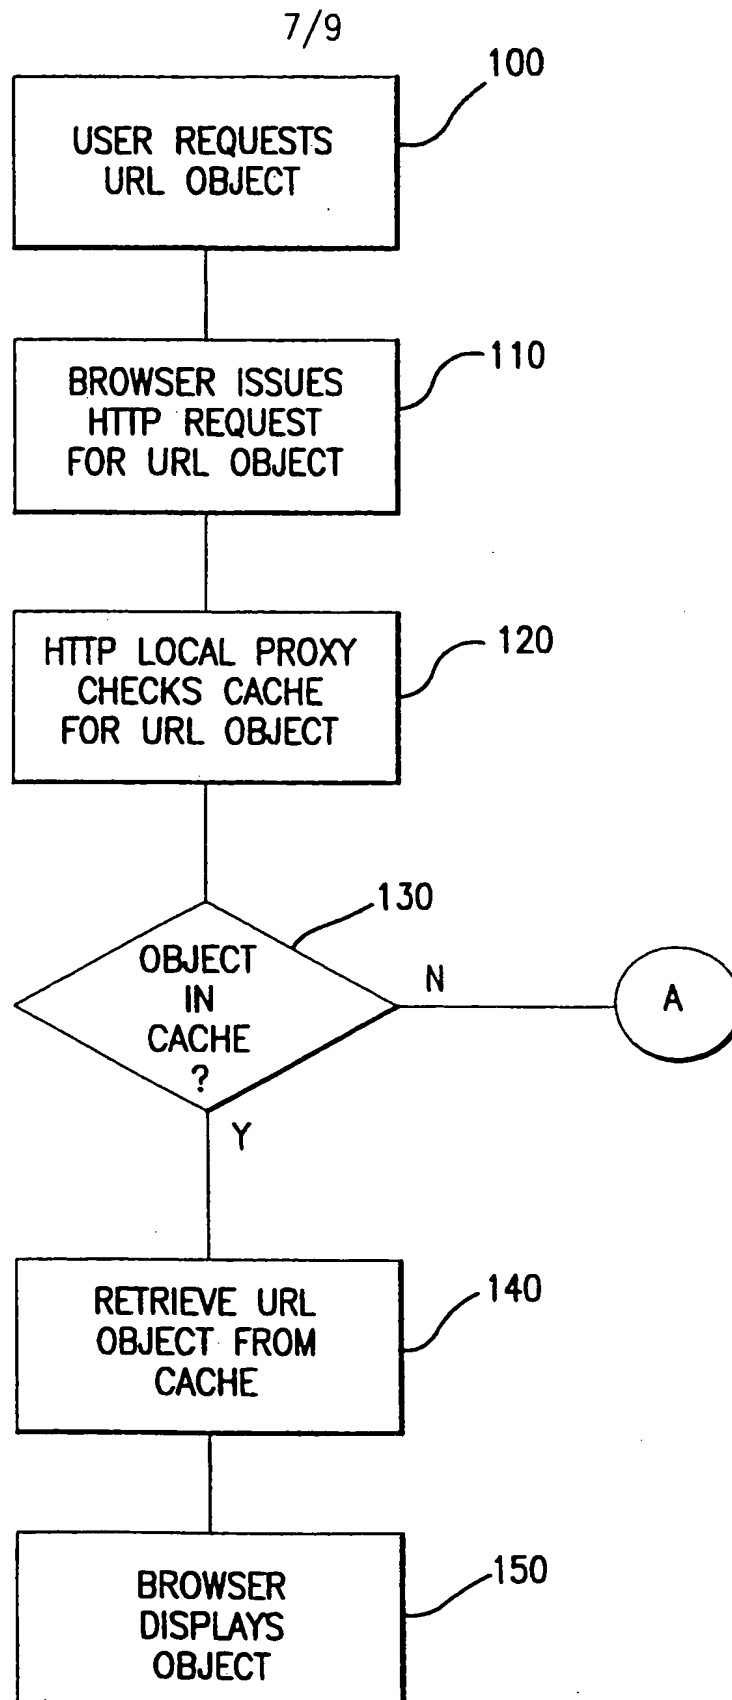 7/9
100
USER REQUESTS
URL OBJECT
110
BROWSER ISSUES
HTTP REQUEST
FOR URL OBJECT
120
HTTP LOCAL PROXY
CHECKS CACHE
FOR URL OBJECT
130
OBJECT
IN
CACHE
?
N
A
Y
140
RETRIEVE URL
OBJECT FROM
CACHE
150
BROWSER
DISPLAYS
OBJECT